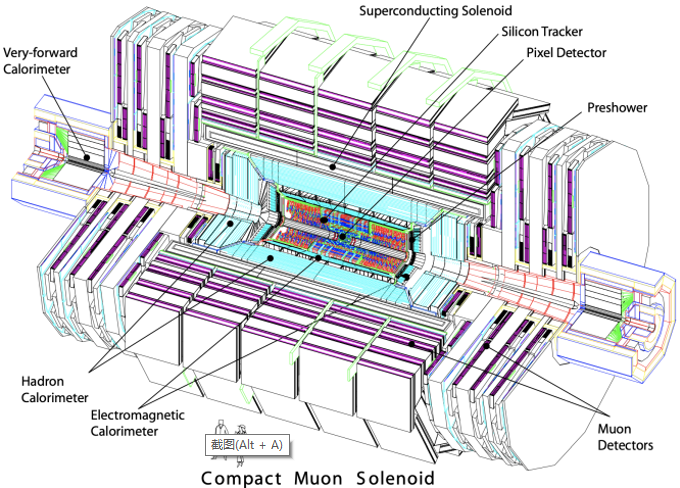 Superconducting Solenoid
Silicon Tracker
Pixel Detector
Very-forward
Calorimeter
Preshower
Hadron
Calorimeter
Electromagnetic
Calorimeter
Muon
Detectors
截图(Alt + A)
Compact Muon Solenoid